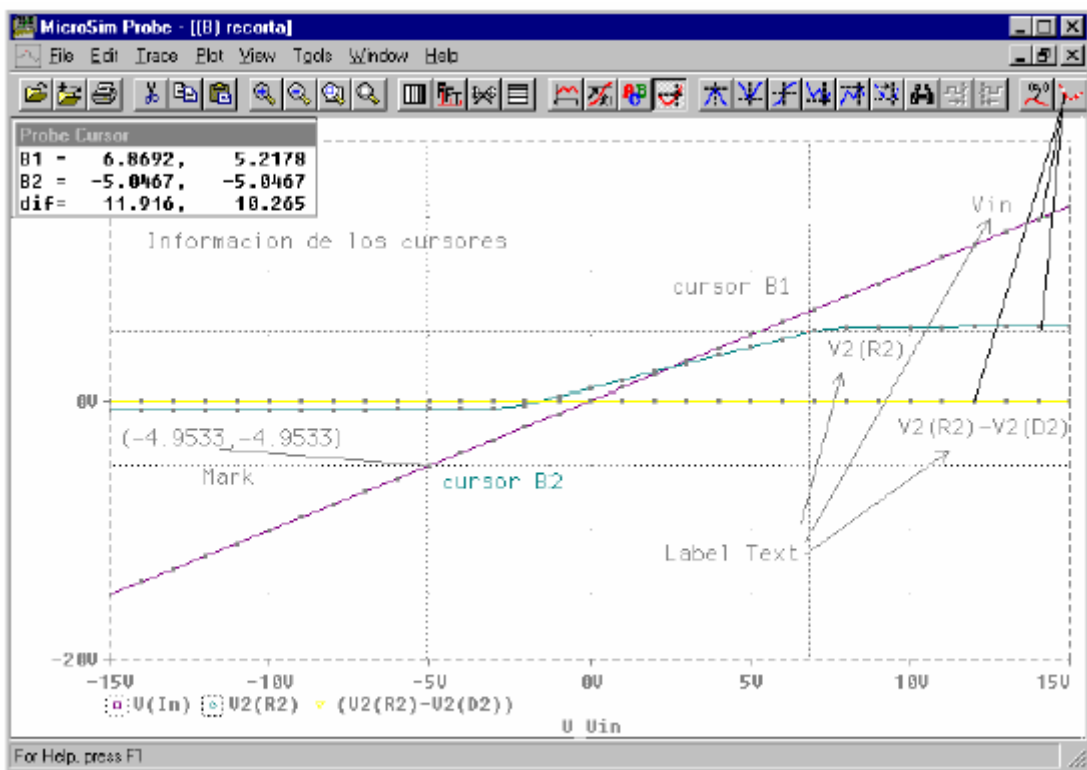 MicroSim Probe - [(B) recorta]
File Edit Trace Plot View Tools Window Help
Probe Cursor
B1 = 6.8692, 5.2178
B2 = -5.0467, -5.0467
dif= 11.916, 10.265
Informacion de los cursores
Vin
cursor B1
V2(R2)
0V
V2(R2)-V2(D2)
(-4.9533,-4.9533)
Mark
cursor B2
Label Text
-20V
-15V -10V -5V 0V 5V 10V 15V
V(In) V2(R2) (V2(R2)-V2(D2))
V_Vin
For Help, press F1